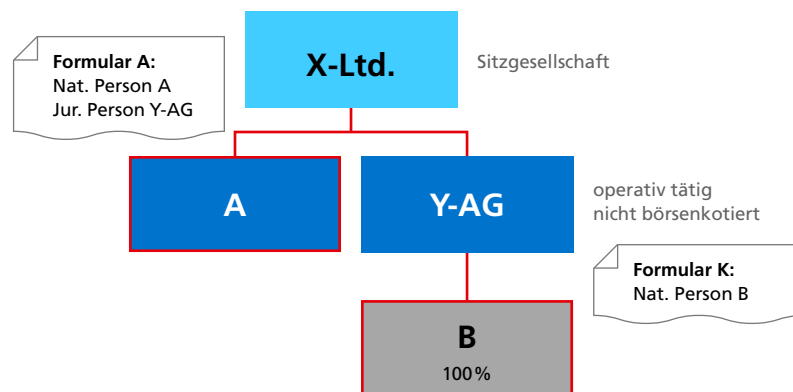 X-Ltd.
Sitzgesellschaft
Formular A:
Nat. Person A
Jur. Person Y-AG
A
Y-AG
operativ tätig
nicht börsenkotiert
Formular K:
Nat. Person B
B
100 %